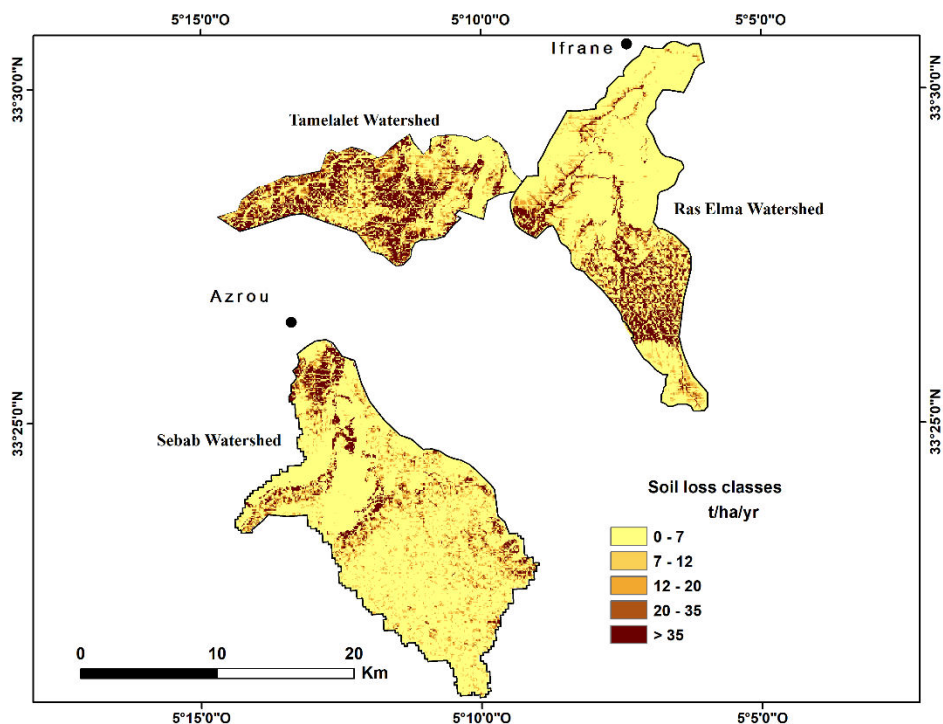 5°15'0"O 5°10'0"O 5°5'0"O
Ifrane
33°30'0"N 33°30'0"N
Tamelalet Watershed
Ras Elma Watershed
Azrou
33°25'0"N 33°25'0"N
Sebab Watershed
Soil loss classes
t/ha/yr
0 - 7
7 - 12
12 - 20
20 - 35
> 35
0 10 20
Km
5°15'0"O 5°10'0"O 5°5'0"O